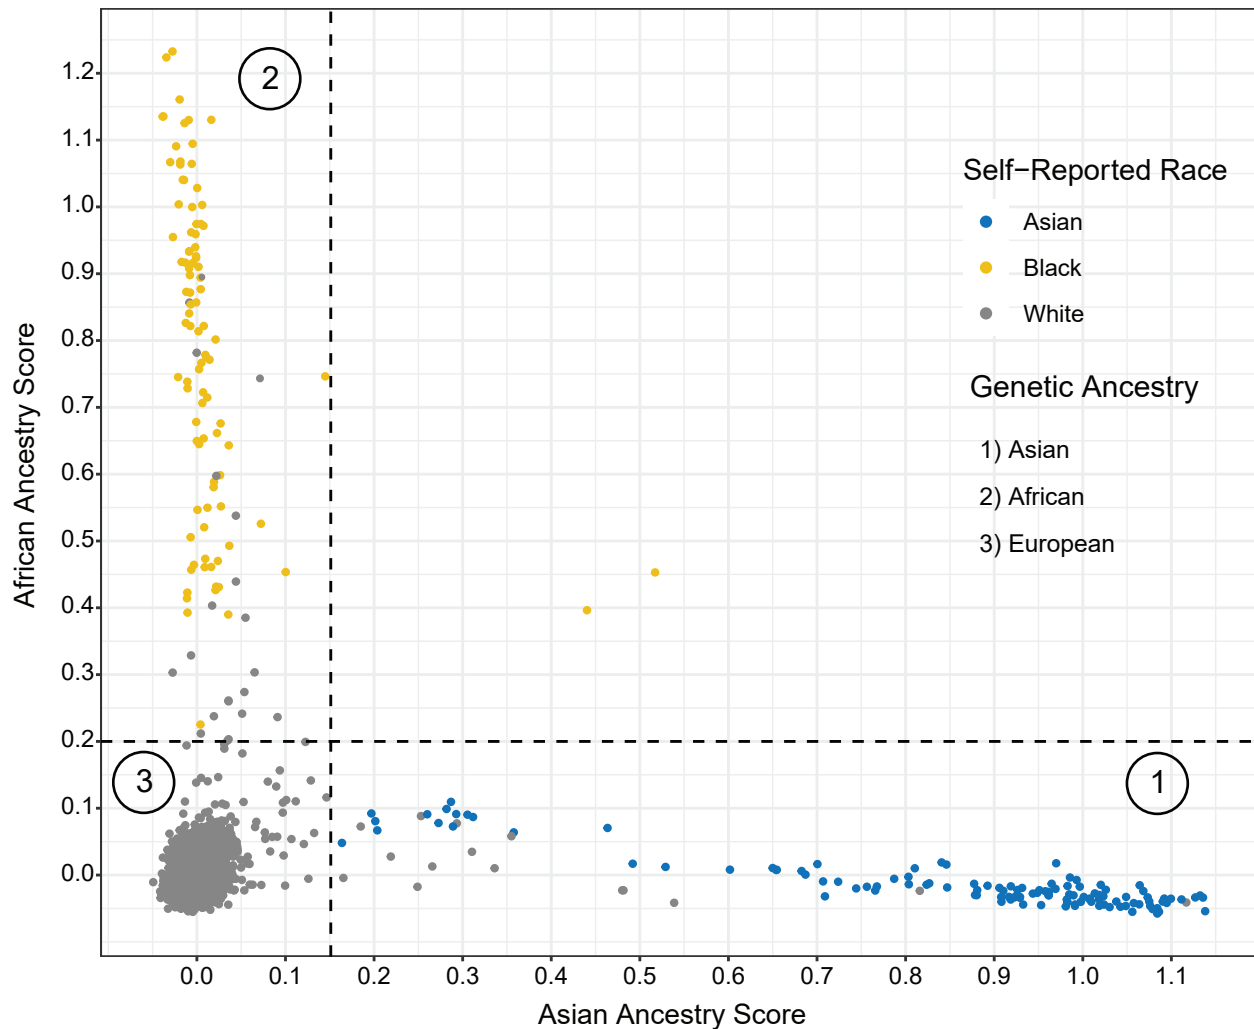 1.2
1.1
1.0
0.9
0.8
0.7
0.6
0.5
0.4
0.3
0.2
0.1
0.0
African Ancestry Score
2
3
1
Self−Reported Race
Asian
Black
White
Genetic Ancestry
1) Asian
2) African
3) European
0.0 0.1 0.2 0.3 0.4 0.5 0.6 0.7 0.8 0.9 1.0 1.1
Asian Ancestry Score